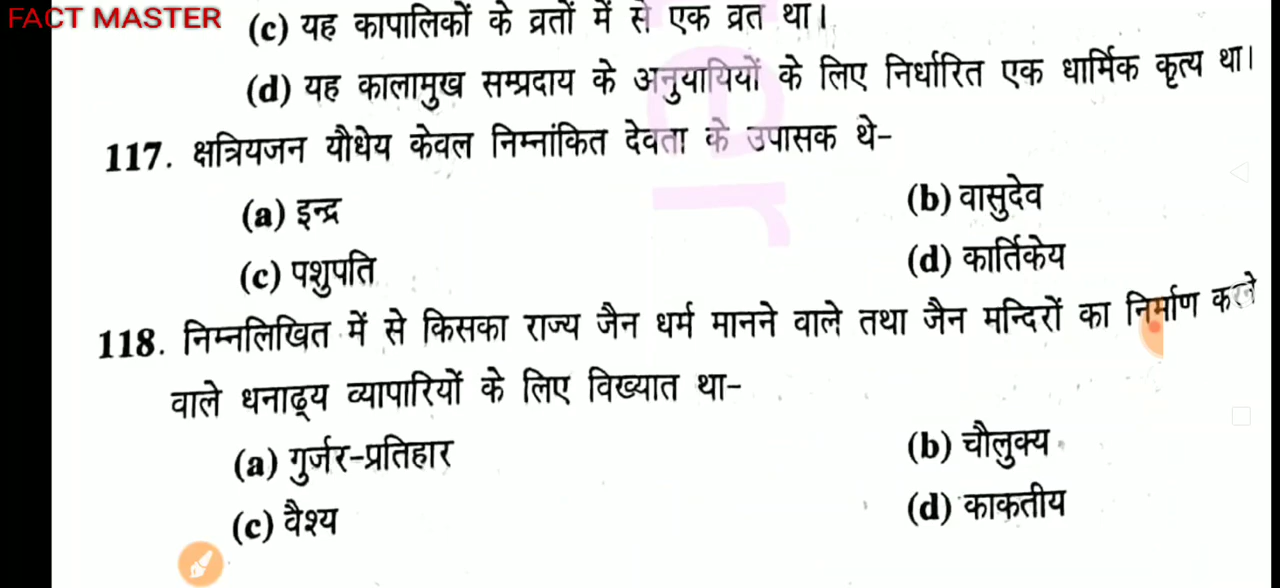 FACT MASTER
(c) यह कापालिकों के व्रतों में से एक व्रत था।
(d) यह कालामुख सम्प्रदाय के अनुयायियों के लिए निर्धारित एक धार्मिक कृत्य था।
117. क्षत्रियजन यौधेय केवल निम्नांकित देवता के उपासक थे-
(a) इन्द्र
(b) वासुदेव
(c) पशुपति
(d) कार्तिकेय
118. निम्नलिखित में से किसका राज्य जैन धर्म मानने वाले तथा जैन मन्दिरों का निर्माण करने
वाले धनाढ्य व्यापारियों के लिए विख्यात था-
(a) गुर्जर-प्रतिहार
(b) चौलुक्य
(c) वैश्य
(d) काकतीय